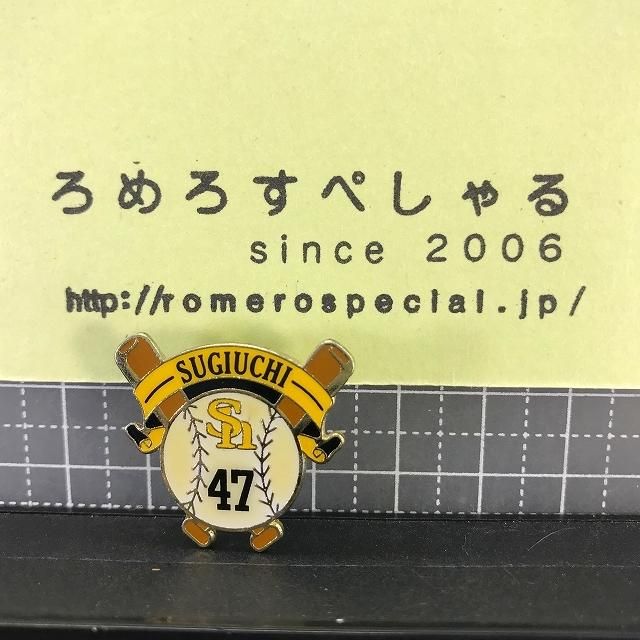 ろめろすぺしゃる
since 2006
http://romerospecial.jp/
SUGIUCHI
Sh
47